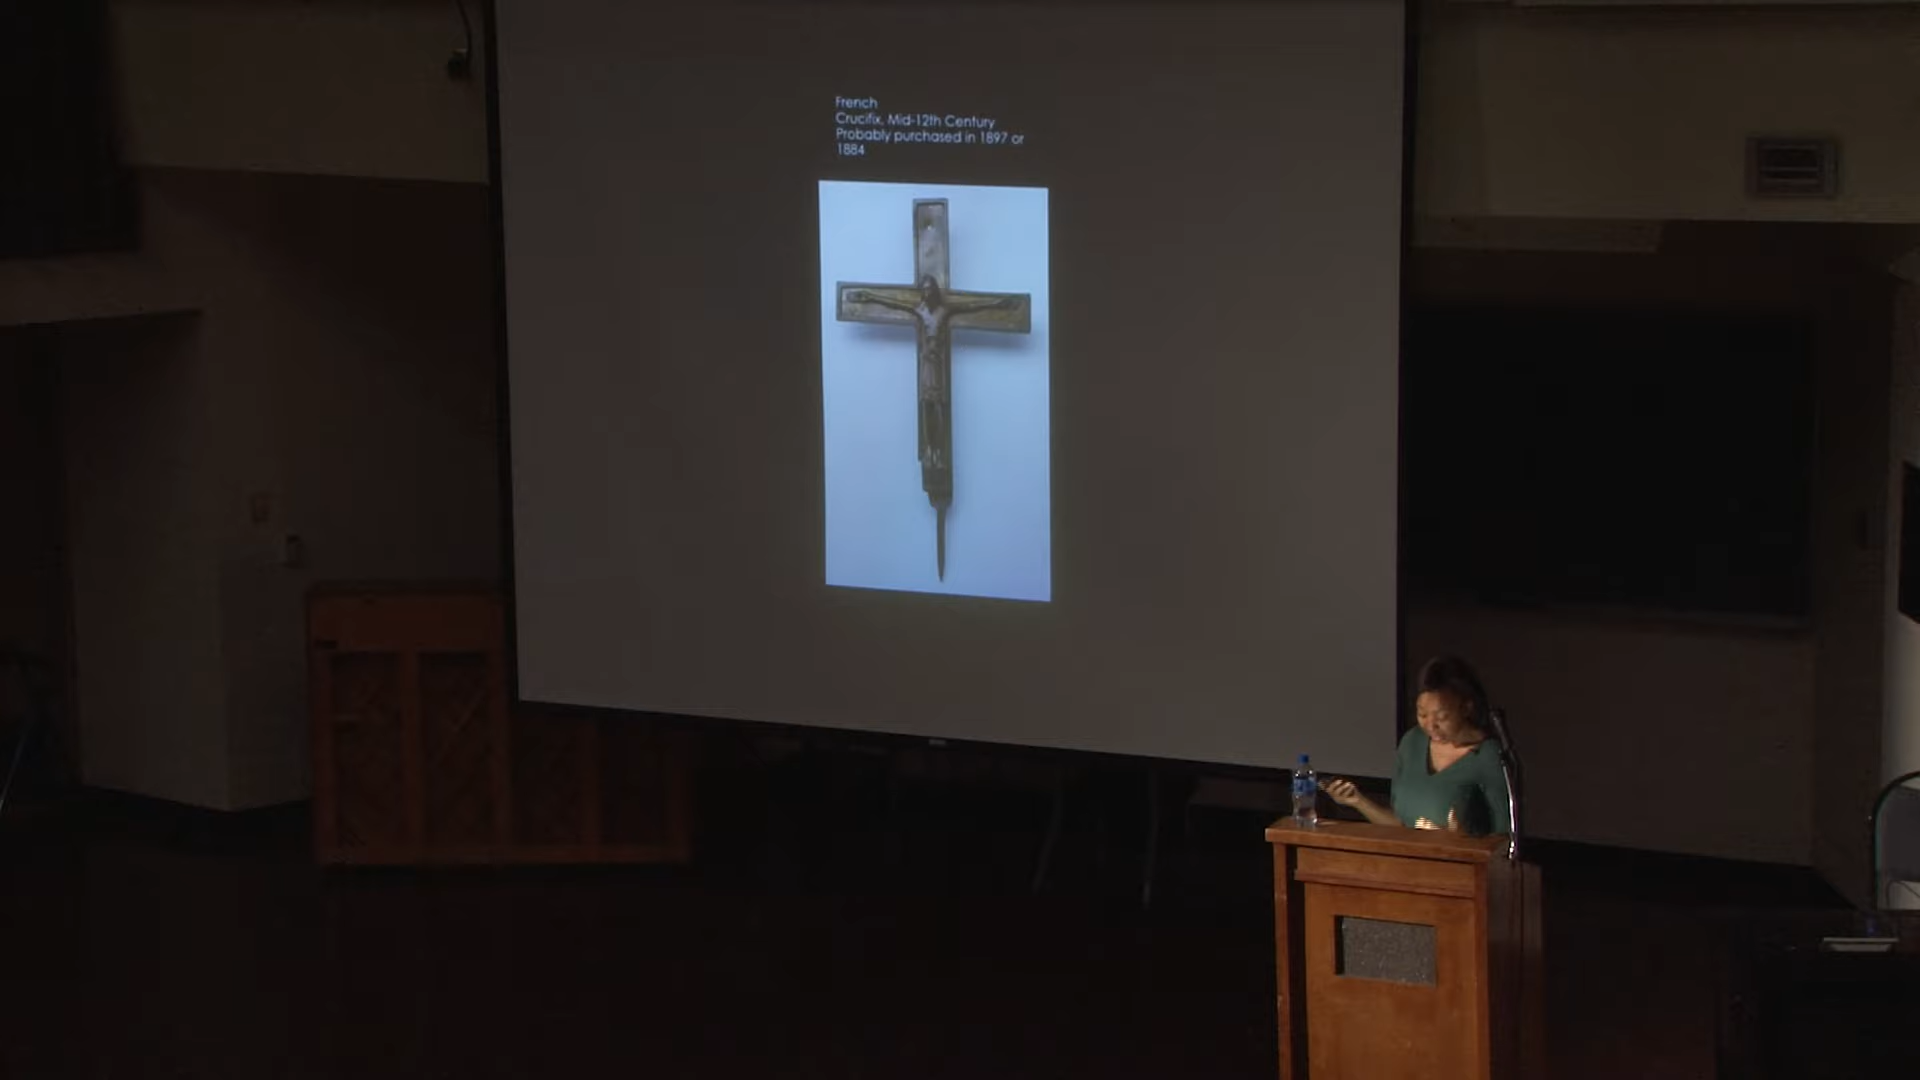 French
Crucifix, Mid-12th Century
Probably purchased in 1897 or
1884